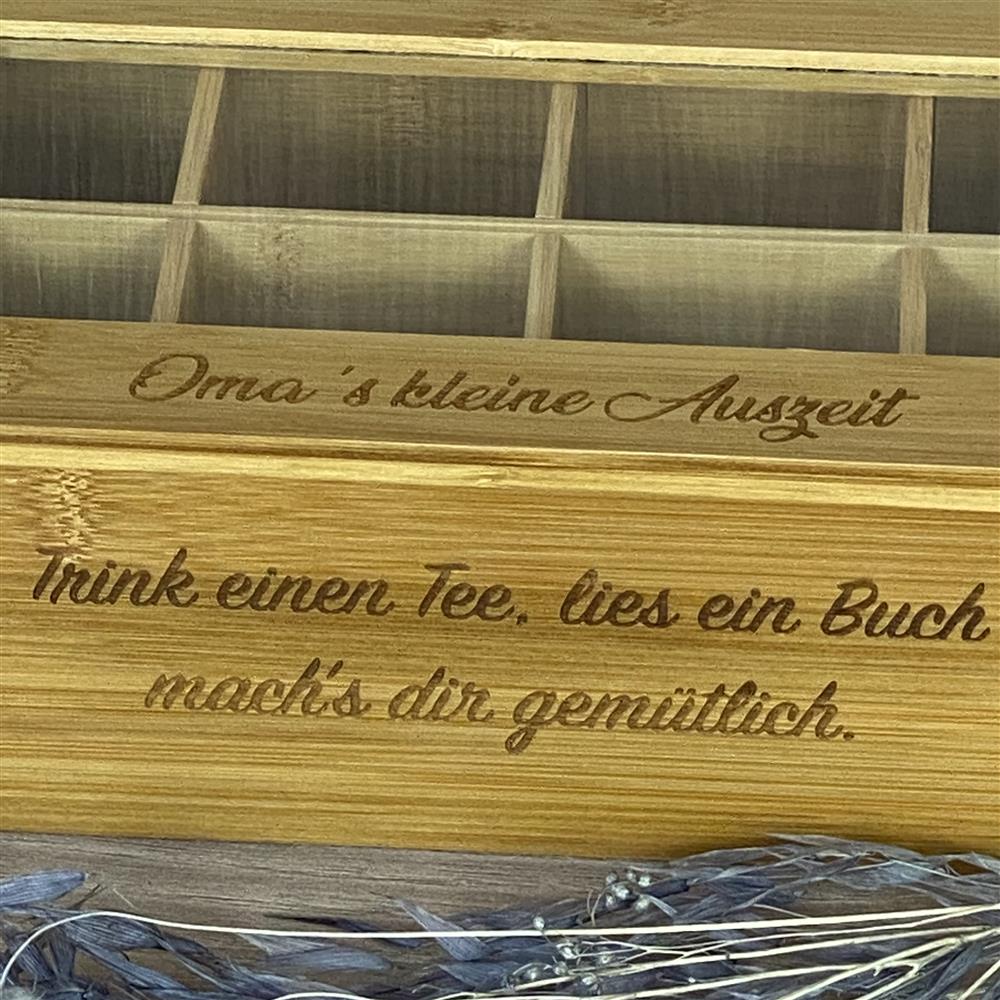 Oma´s kleine Auszeit
Trink einen Tee, lies ein Buch
mach's dir gemütlich.